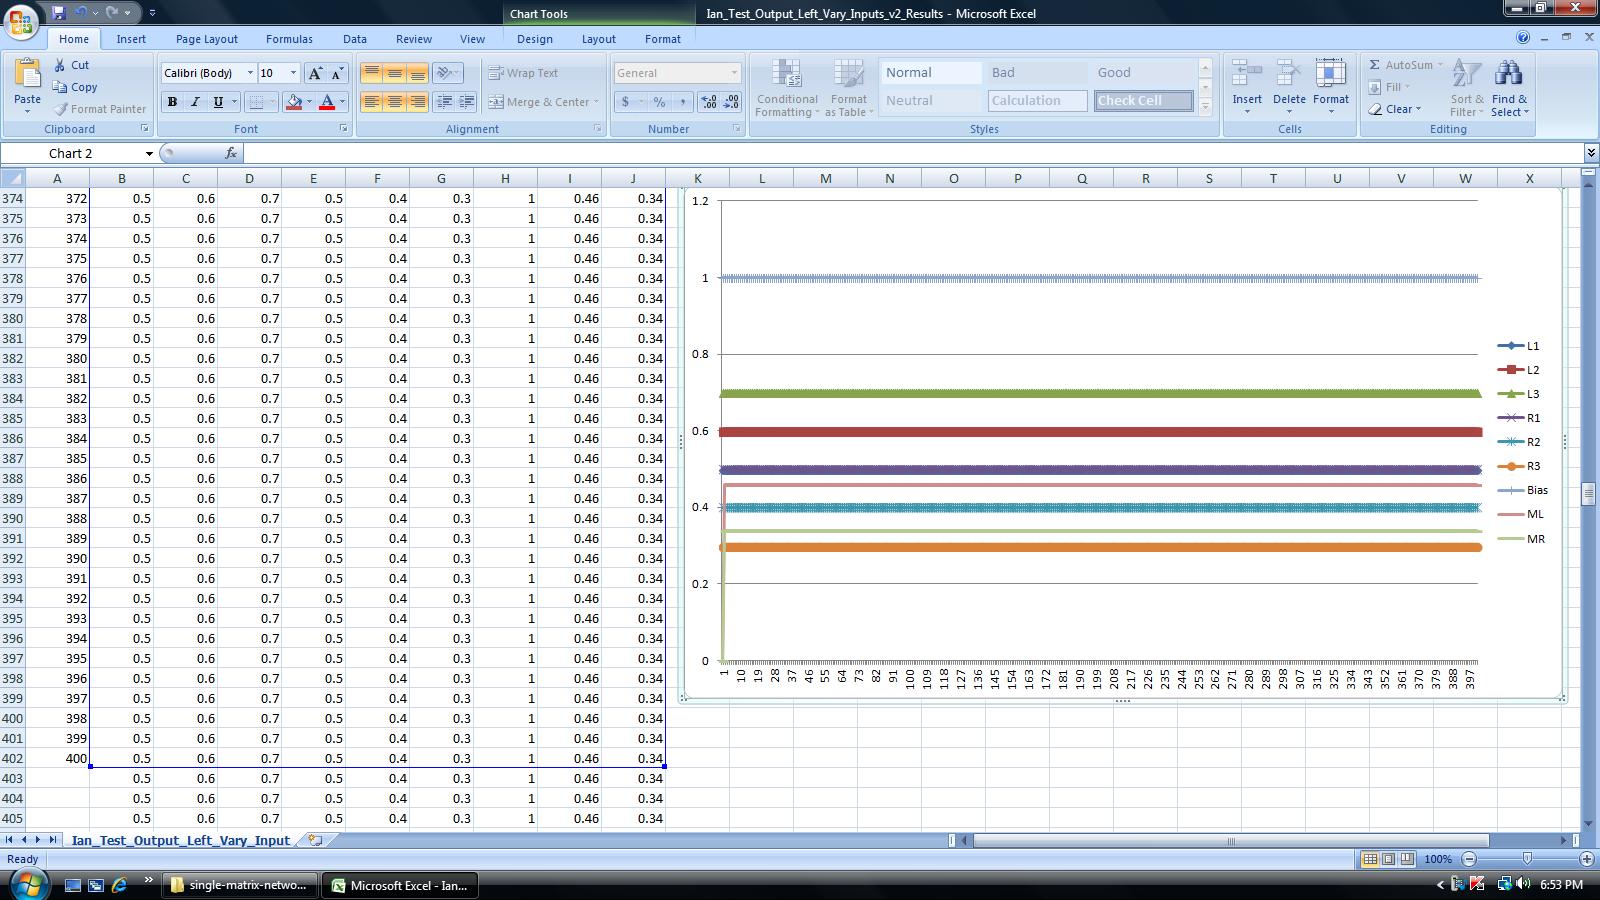 Chart Tools
Ian_Test_Output_Left_Vary_Inputs_v2_Results - Microsoft Excel
Home Insert Page Layout Formulas Data Review View Design Layout Format
Paste
Cut
Copy
Format Painter
Clipboard
Calibri (Body) 10
B I U
Font
Wrap Text
Merge & Center
Alignment
General
$ % ,
Number
Conditional Formatting
Format as Table
Normal Bad Good
Neutral Calculation Check Cell
Styles
Insert Delete Format
Cells
Σ AutoSum
Fill
Clear
Sort & Filter
Find & Select
Editing
Chart 2 fx
A B C D E F G H I J K L M N O P Q R S T U V W X
374 372 0.5 0.6 0.7 0.5 0.4 0.3 1 0.46 0.34
375 373 0.5 0.6 0.7 0.5 0.4 0.3 1 0.46 0.34
376 374 0.5 0.6 0.7 0.5 0.4 0.3 1 0.46 0.34
377 375 0.5 0.6 0.7 0.5 0.4 0.3 1 0.46 0.34
378 376 0.5 0.6 0.7 0.5 0.4 0.3 1 0.46 0.34
379 377 0.5 0.6 0.7 0.5 0.4 0.3 1 0.46 0.34
380 378 0.5 0.6 0.7 0.5 0.4 0.3 1 0.46 0.34
381 379 0.5 0.6 0.7 0.5 0.4 0.3 1 0.46 0.34
382 380 0.5 0.6 0.7 0.5 0.4 0.3 1 0.46 0.34
383 381 0.5 0.6 0.7 0.5 0.4 0.3 1 0.46 0.34
384 382 0.5 0.6 0.7 0.5 0.4 0.3 1 0.46 0.34
385 383 0.5 0.6 0.7 0.5 0.4 0.3 1 0.46 0.34
386 384 0.5 0.6 0.7 0.5 0.4 0.3 1 0.46 0.34
387 385 0.5 0.6 0.7 0.5 0.4 0.3 1 0.46 0.34
388 386 0.5 0.6 0.7 0.5 0.4 0.3 1 0.46 0.34
389 387 0.5 0.6 0.7 0.5 0.4 0.3 1 0.46 0.34
390 388 0.5 0.6 0.7 0.5 0.4 0.3 1 0.46 0.34
391 389 0.5 0.6 0.7 0.5 0.4 0.3 1 0.46 0.34
392 390 0.5 0.6 0.7 0.5 0.4 0.3 1 0.46 0.34
393 391 0.5 0.6 0.7 0.5 0.4 0.3 1 0.46 0.34
394 392 0.5 0.6 0.7 0.5 0.4 0.3 1 0.46 0.34
395 393 0.5 0.6 0.7 0.5 0.4 0.3 1 0.46 0.34
396 394 0.5 0.6 0.7 0.5 0.4 0.3 1 0.46 0.34
397 395 0.5 0.6 0.7 0.5 0.4 0.3 1 0.46 0.34
398 396 0.5 0.6 0.7 0.5 0.4 0.3 1 0.46 0.34
399 397 0.5 0.6 0.7 0.5 0.4 0.3 1 0.46 0.34
400 398 0.5 0.6 0.7 0.5 0.4 0.3 1 0.46 0.34
401 399 0.5 0.6 0.7 0.5 0.4 0.3 1 0.46 0.34
402 400 0.5 0.6 0.7 0.5 0.4 0.3 1 0.46 0.34
403 0.5 0.6 0.7 0.5 0.4 0.3 1 0.46 0.34
404 0.5 0.6 0.7 0.5 0.4 0.3 1 0.46 0.34
405 0.5 0.6 0.7 0.5 0.4 0.3 1 0.46 0.34
1.2
1
0.8
0.6
0.4
0.2
0
1 10 19 28 37 46 55 64 73 82 91 100 109 118 127 136 145 154 163 172 181 190 199 208 217 226 235 244 253 262 271 280 289 298 307 316 325 334 343 352 361 370 379 388 397
L1
L2
L3
R1
R2
R3
Bias
ML
MR
Ian_Test_Output_Left_Vary_Input
Ready 100%
single-matrix-netwo... Microsoft Excel - Ian... 6:53 PM